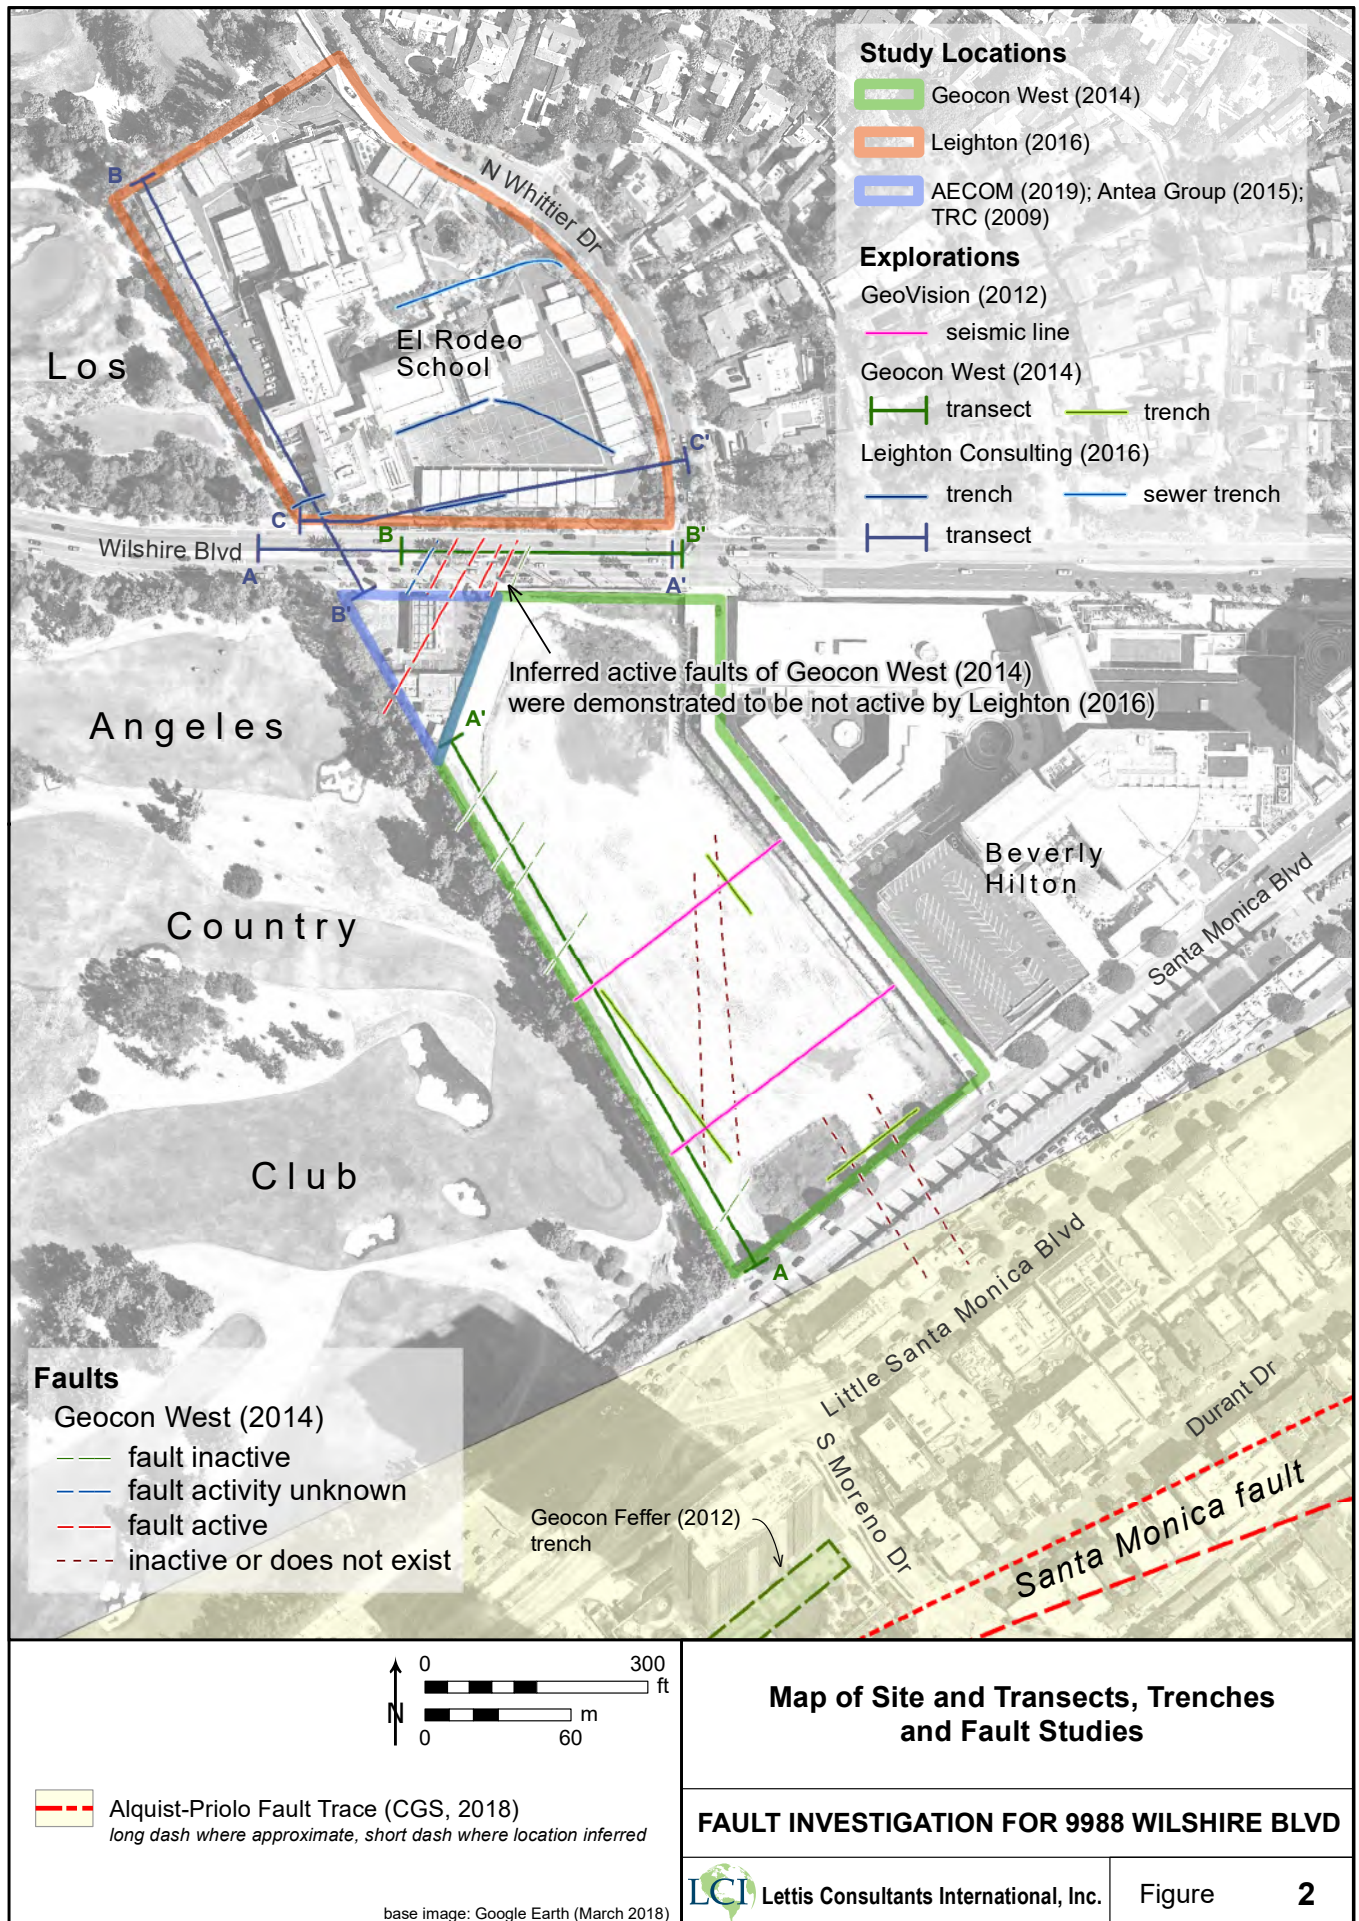 Study Locations
Geocon West (2014)
Leighton (2016)
AECOM (2019); Antea Group (2015);
TRC (2009)
Explorations
GeoVision (2012)
seismic line
Geocon West (2014)
transect
trench
Leighton Consulting (2016)
trench
sewer trench
transect
N Whittier Dr
B
El Rodeo
School
Los
C'
C
B
B'
Wilshire Blvd
A
A'
B'
Inferred active faults of Geocon West (2014)
were demonstrated to be not active by Leighton (2016)
A'
Angeles
Beverly
Hilton
Santa Monica Blvd
Country
Club
A
Little Santa Monica Blvd
Durant Dr
S Moreno Dr
Santa Monica fault
Geocon Feffer (2012)
trench
Faults
Geocon West (2014)
fault inactive
fault activity unknown
fault active
inactive or does not exist
N
0
300
ft
m
0
60
Alquist-Priolo Fault Trace (CGS, 2018)
long dash where approximate, short dash where location inferred
base image: Google Earth (March 2018)
Map of Site and Transects, Trenches
and Fault Studies
FAULT INVESTIGATION FOR 9988 WILSHIRE BLVD
LCI Lettis Consultants International, Inc.
Figure 2